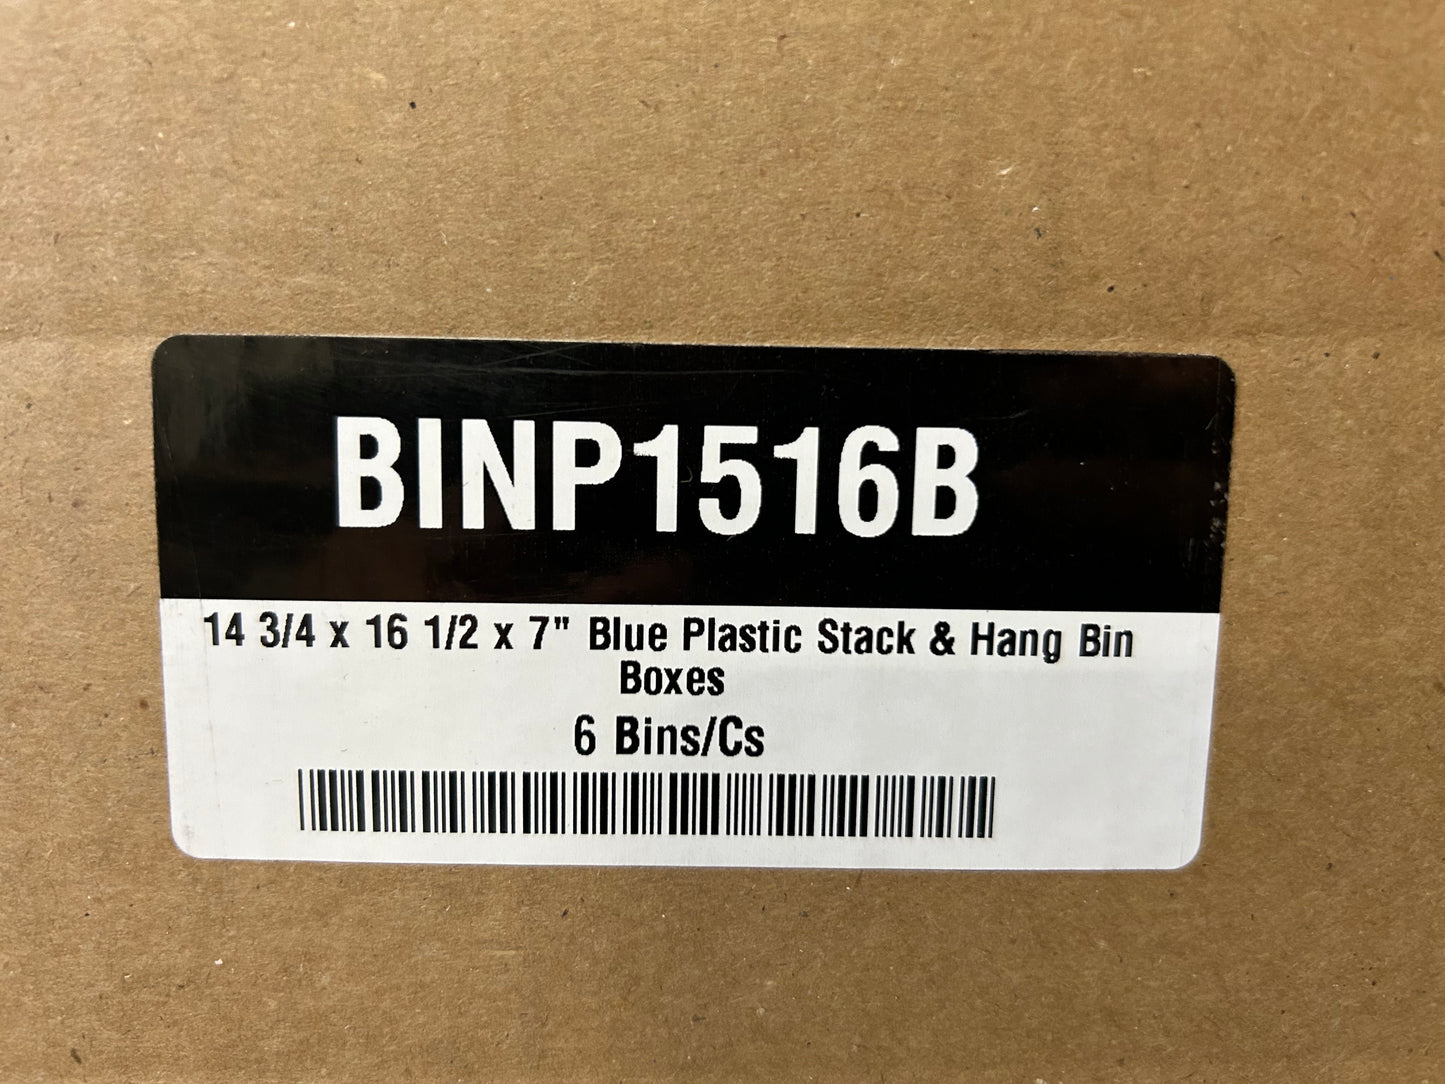 BINP1516B
14 3/4 x 16 1/2 x 7" Blue Plastic Stack & Hang Bin
Boxes
6 Bins/Cs